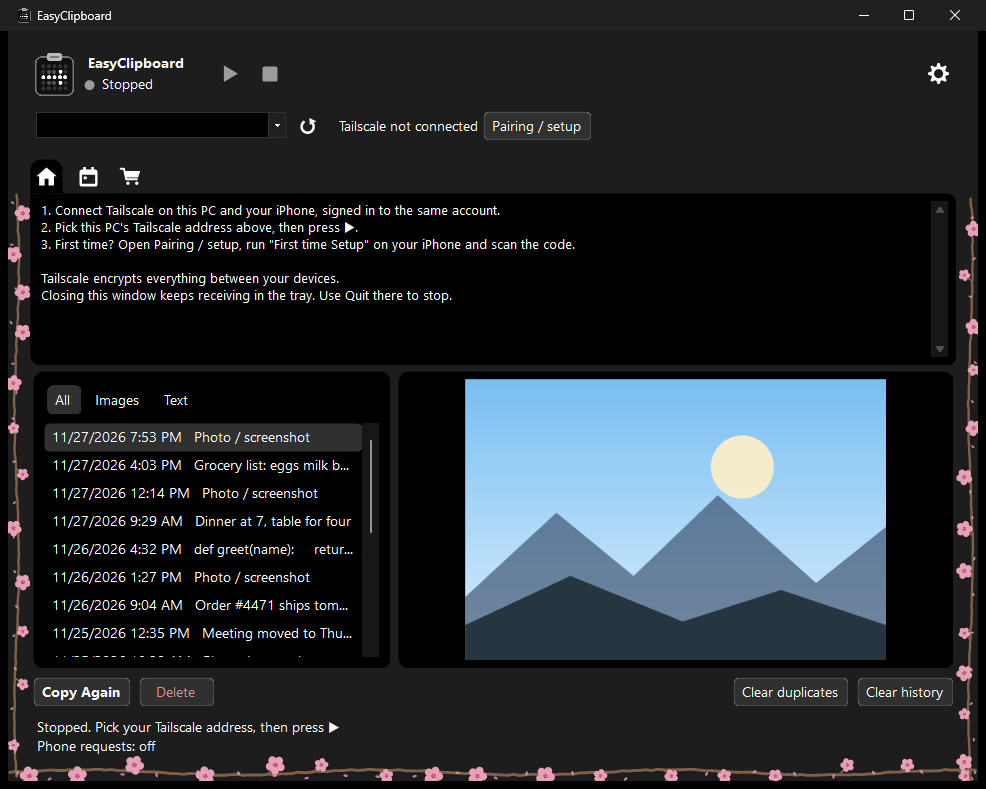 EasyClipboard
EasyClipboard
Stopped
Tailscale not connected
Pairing / setup
1. Connect Tailscale on this PC and your iPhone, signed in to the same account.
2. Pick this PC's Tailscale address above, then press ▶.
3. First time? Open Pairing / setup, run "First time Setup" on your iPhone and scan the code.
Tailscale encrypts everything between your devices.
Closing this window keeps receiving in the tray. Use Quit there to stop.
All Images Text
11/27/2026 7:53 PM Photo / screenshot
11/27/2026 4:03 PM Grocery list: eggs milk b...
11/27/2026 12:14 PM Photo / screenshot
11/27/2026 9:29 AM Dinner at 7, table for four
11/26/2026 4:32 PM def greet(name): retur...
11/26/2026 1:27 PM Photo / screenshot
11/26/2026 9:04 AM Order #4471 ships tom...
11/25/2026 12:35 PM Meeting moved to Thu...
Copy Again Delete Clear duplicates Clear history
Stopped. Pick your Tailscale address, then press ▶
Phone requests: off